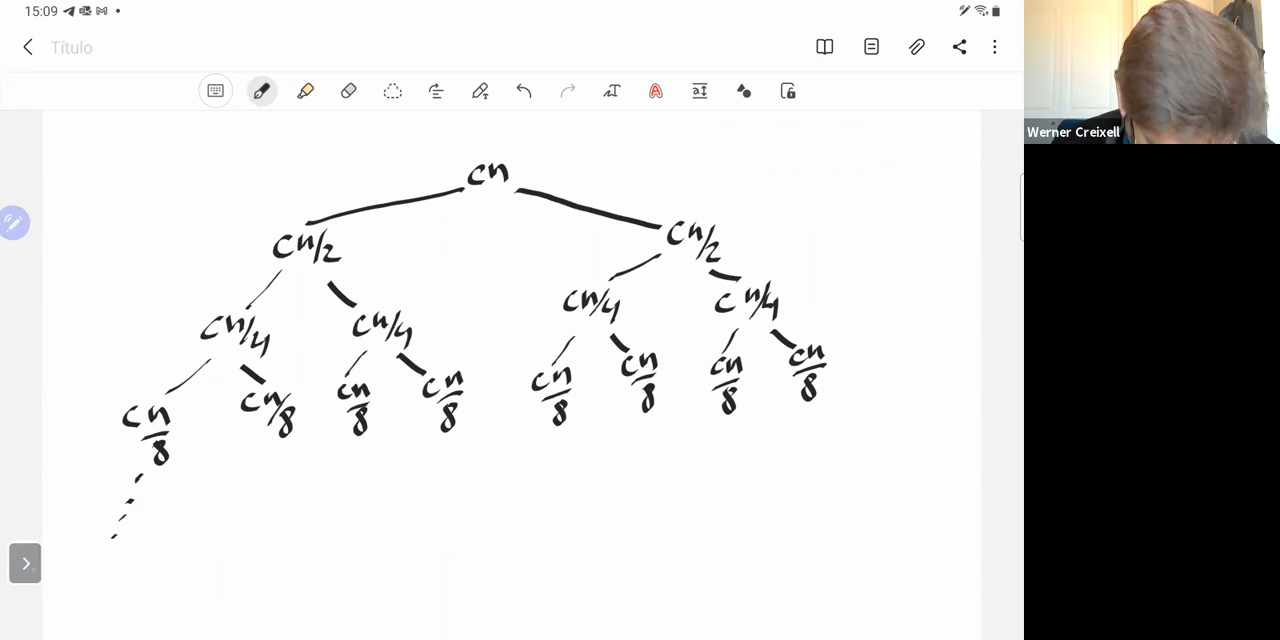 15:09
Título
Werner Creixell
cn
cn/2 cn/2
cn/4 cn/4 cn/4 cn/4
cn/8 cn/8 cn/8 cn/8 cn/8 cn/8 cn/8 cn/8